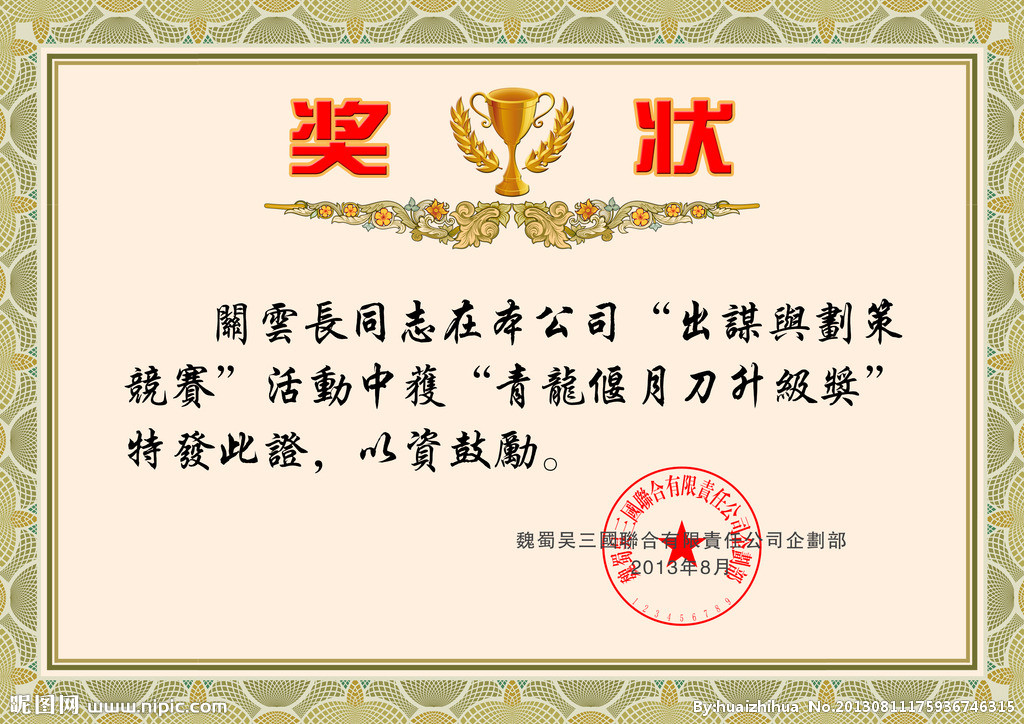 奖 状
關雲長同志在本公司“出謀與劃策
競賽”活動中獲“青龍偃月刀升級獎”
特發此證，以資鼓勵。
魏蜀吴三國聯合有限責任公司企劃部
2013年8月
魏蜀吴三國聯合有限責任公司企劃部
123456789
昵图网 www.nipic.com
By:huaizhihua No.20130811175936746315